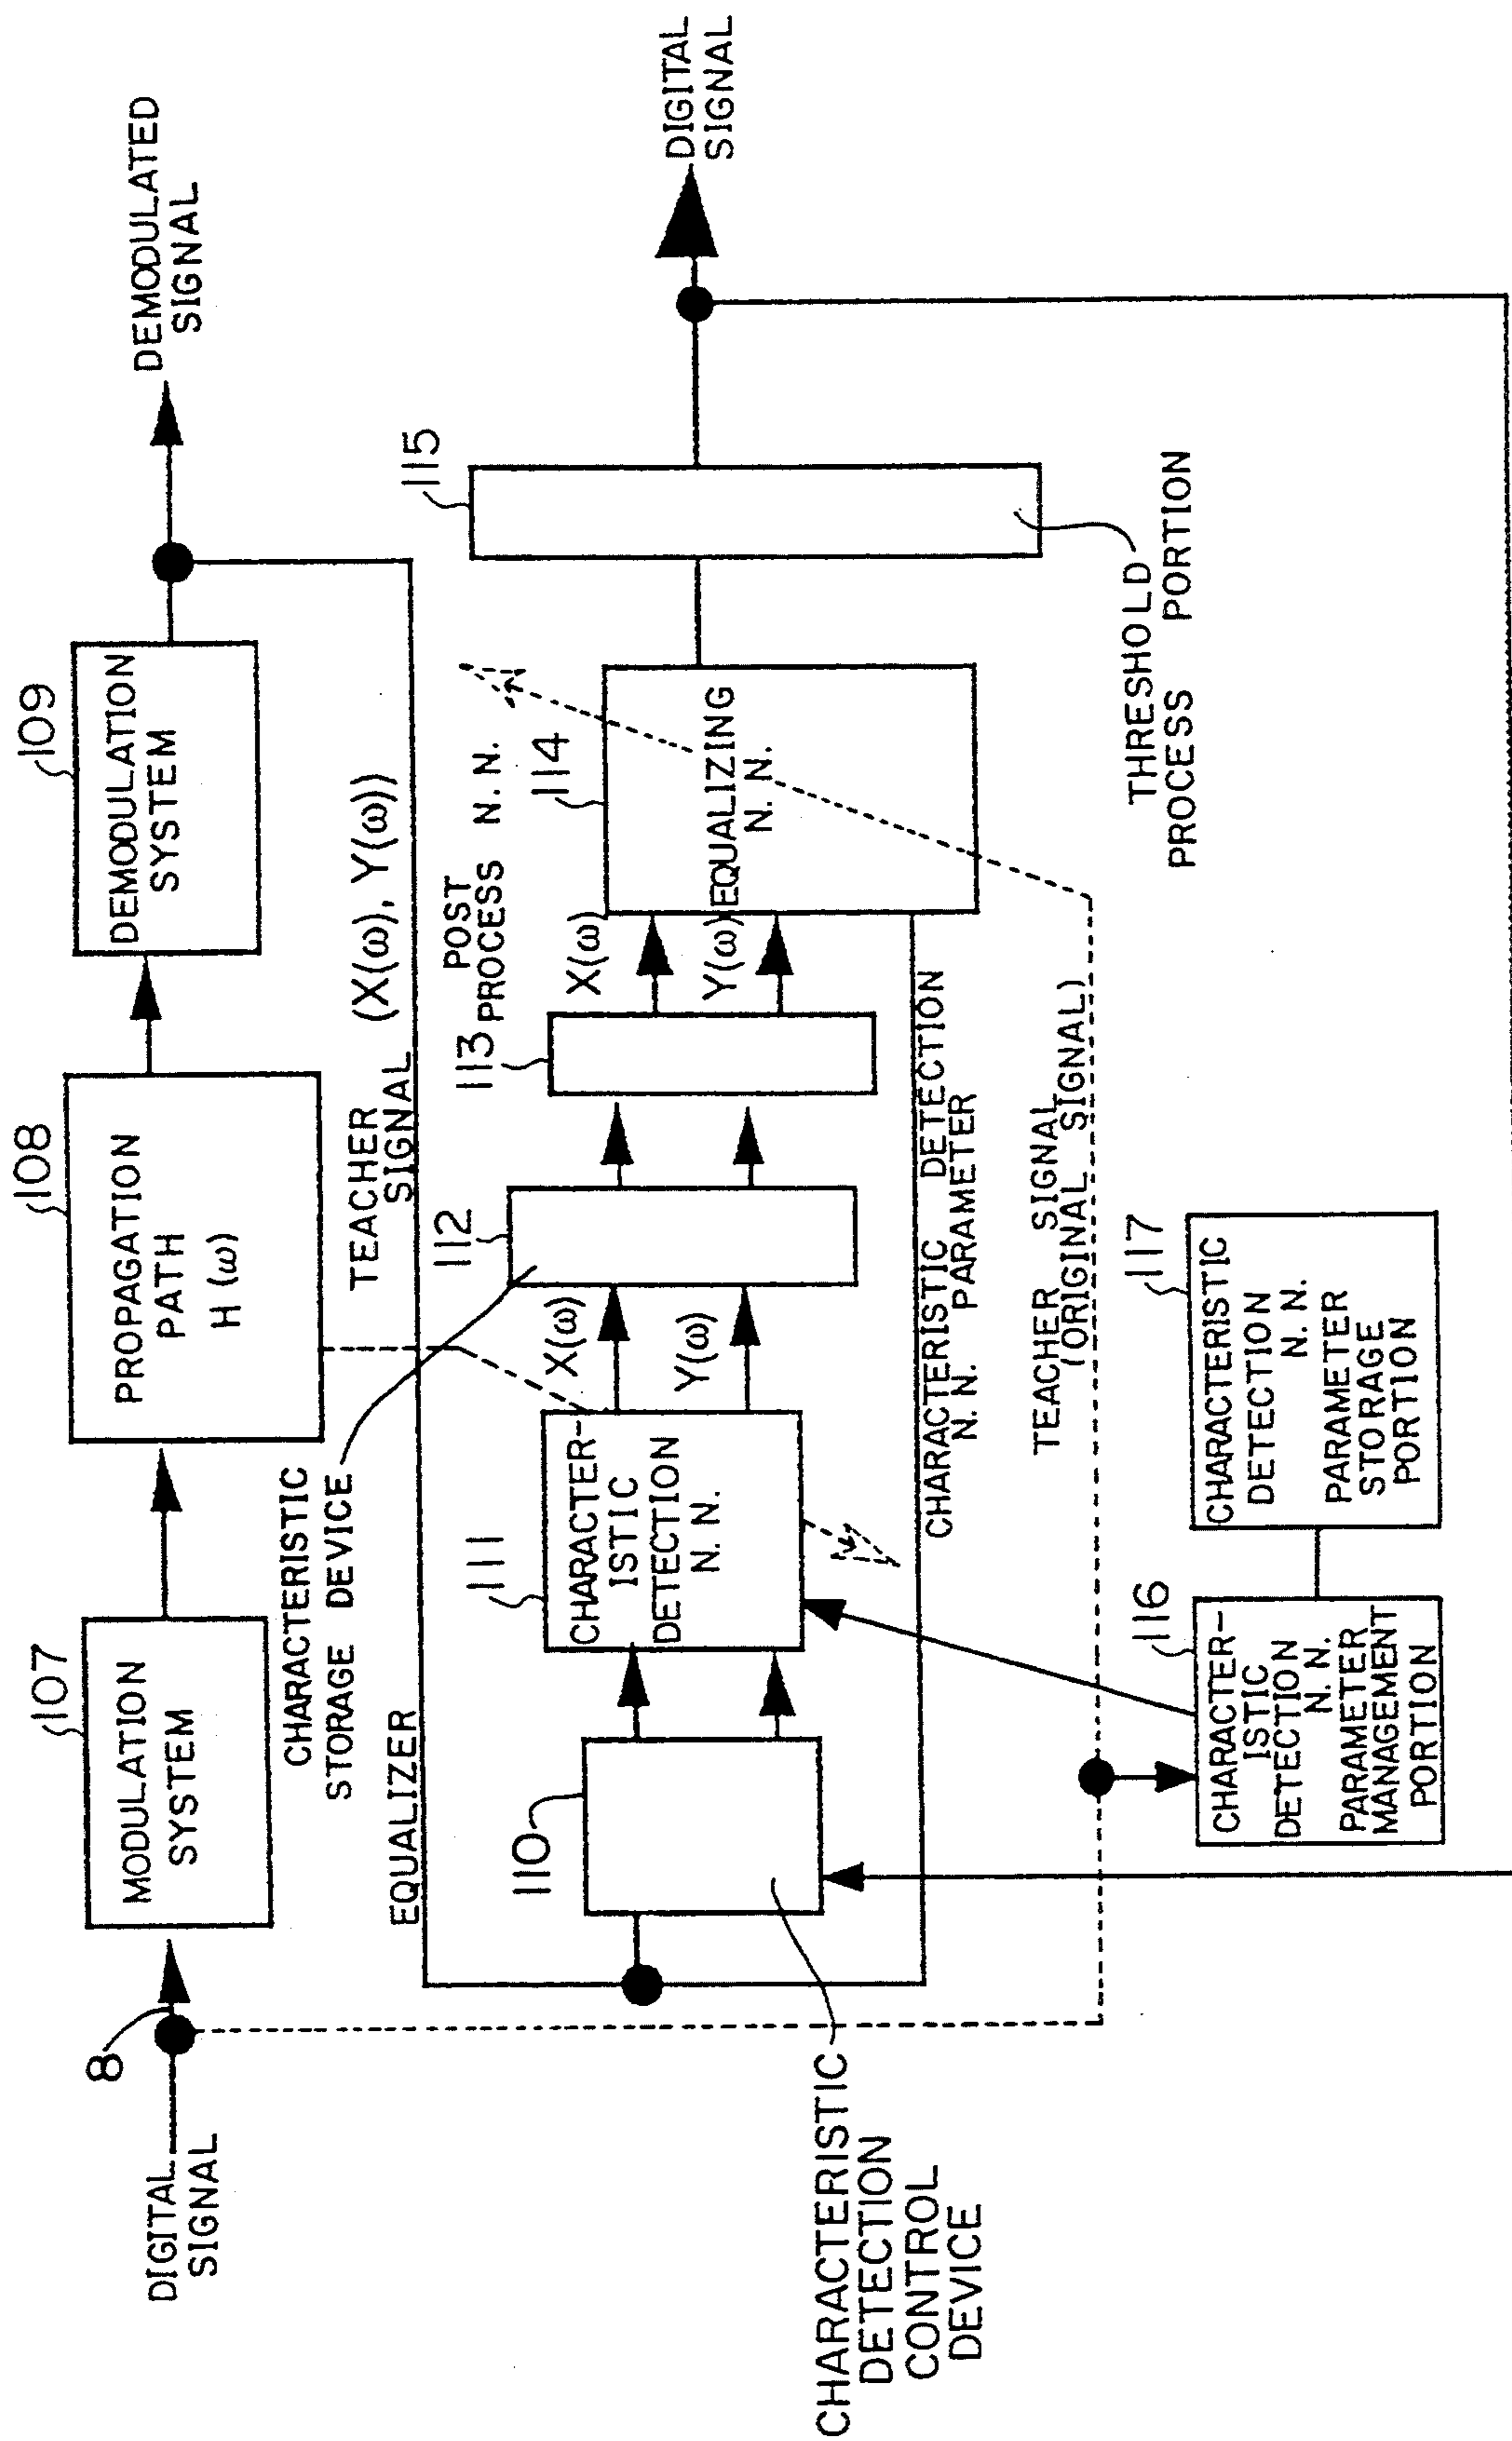 DIGITAL
SIGNAL
8
107
MODULATION
SYSTEM
108
PROPAGATION
PATH
H(ω)
109
DEMODULATION
SYSTEM
DEMODULATED
SIGNAL
CHARACTERISTIC
STORAGE DEVICE
TEACHER
SIGNAL
(X(ω), Y(ω))
EQUALIZER
110
CHARACTERISTIC
DETECTION
CONTROL
DEVICE
111
CHARACTER-
ISTIC
DETECTION
N. N.
X(ω)
Y(ω)
112
113
POST
PROCESS N. N.
X(ω)
Y(ω)
114
EQUALIZING
N. N.
115
THRESHOLD
PROCESS PORTION
DIGITAL
SIGNAL
CHARACTERISTIC DETECTION
N. N. PARAMETER
TEACHER SIGNAL
(ORIGINAL SIGNAL)
116
CHARACTER-
ISTIC
DETECTION
N. N.
PARAMETER
MANAGEMENT
PORTION
117
CHARACTERISTIC
DETECTION
N. N.
PARAMETER
STORAGE
PORTION